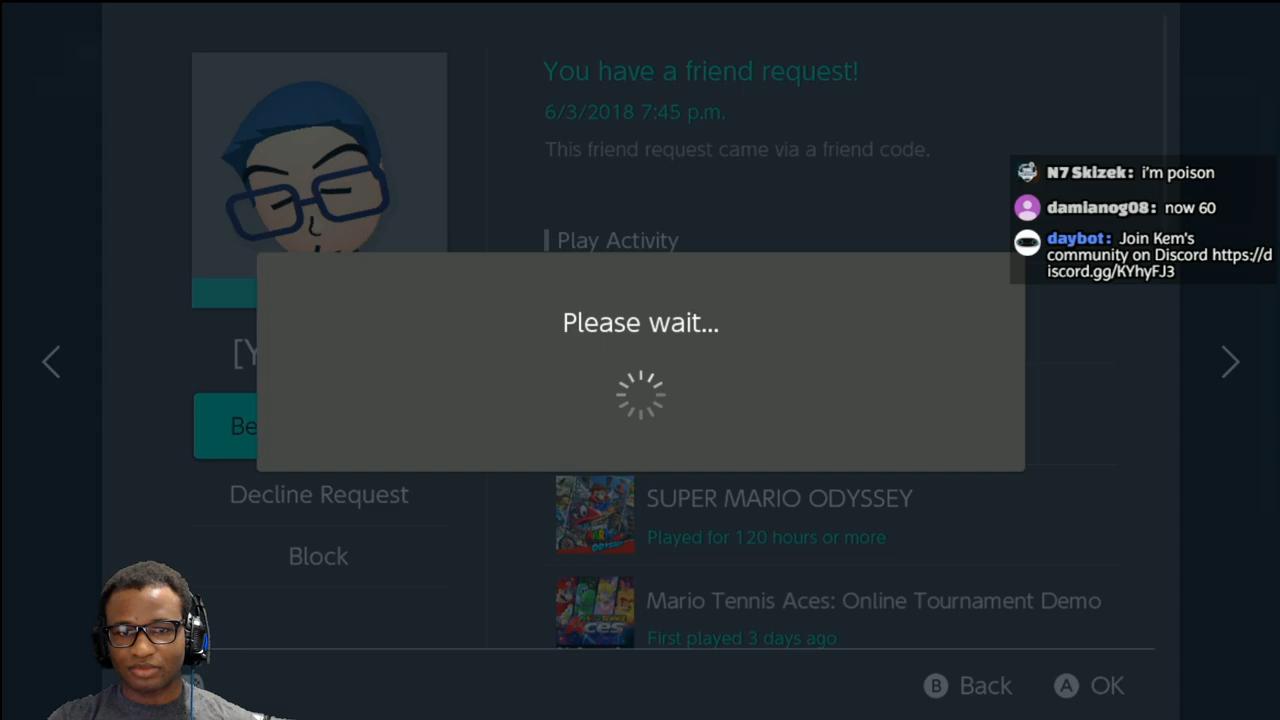 You have a friend request!
6/3/2018 7:45 p.m.
This friend request came via a friend code.
N7 Skizek: i'm poison
damianog08: now 60
daybot: Join Kem's
community on Discord https://d
iscord.gg/KYhyFJ3
Play Activity
Please wait...
[Y
Be
Decline Request
Block
SUPER MARIO ODYSSEY
Played for 120 hours or more
Mario Tennis Aces: Online Tournament Demo
First played 3 days ago
B Back
A OK